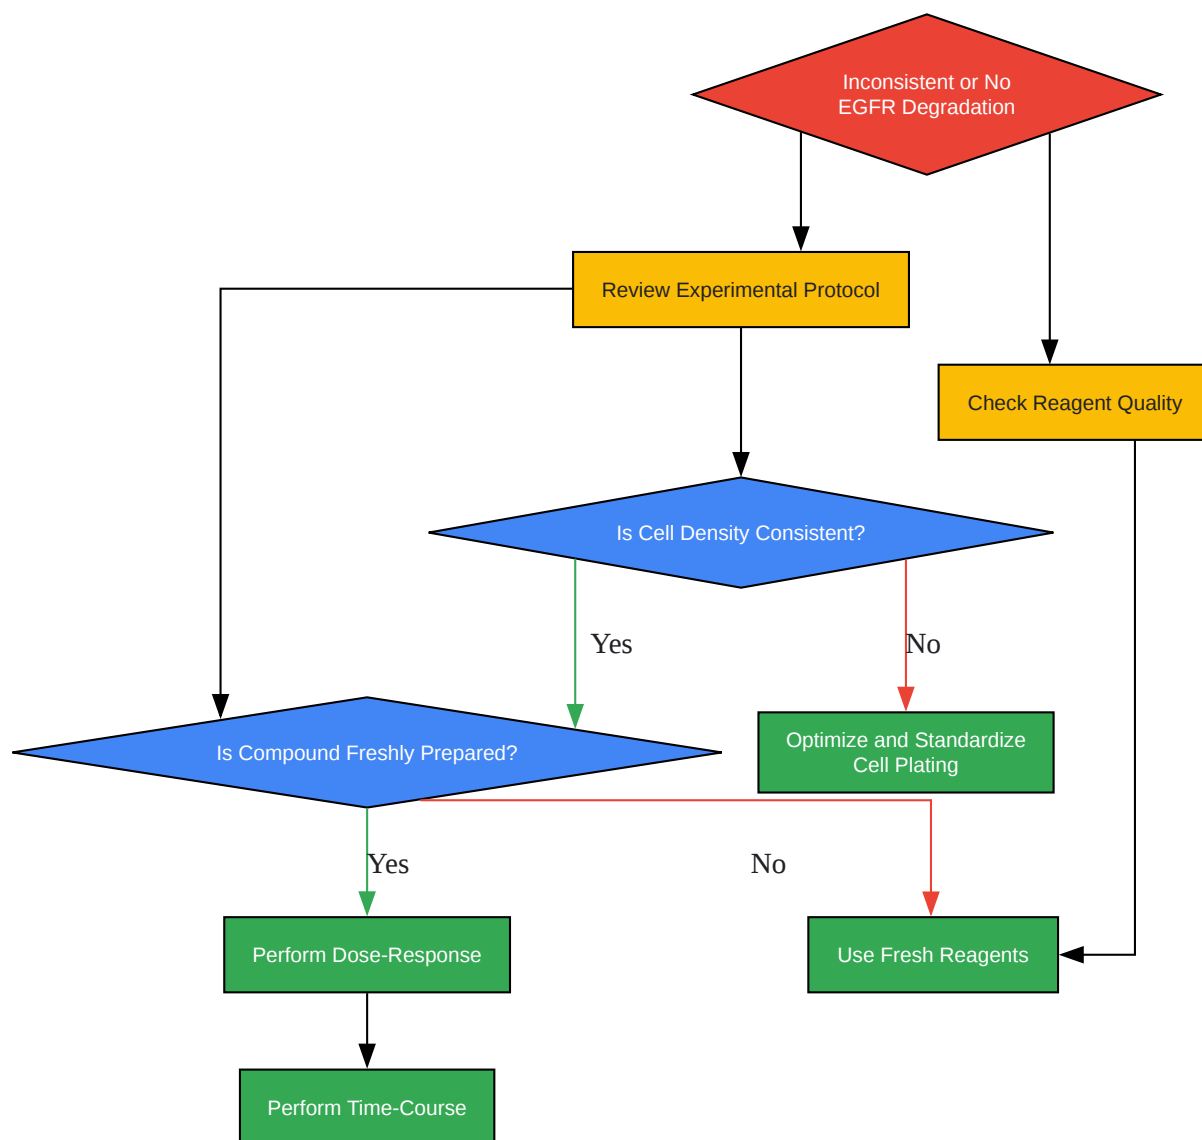 Inconsistent or No
EGFR Degradation
Review Experimental Protocol
Check Reagent Quality
Is Cell Density Consistent?
Yes
No
Is Compound Freshly Prepared?
Optimize and Standardize
Cell Plating
Yes
No
Perform Dose-Response
Use Fresh Reagents
Perform Time-Course